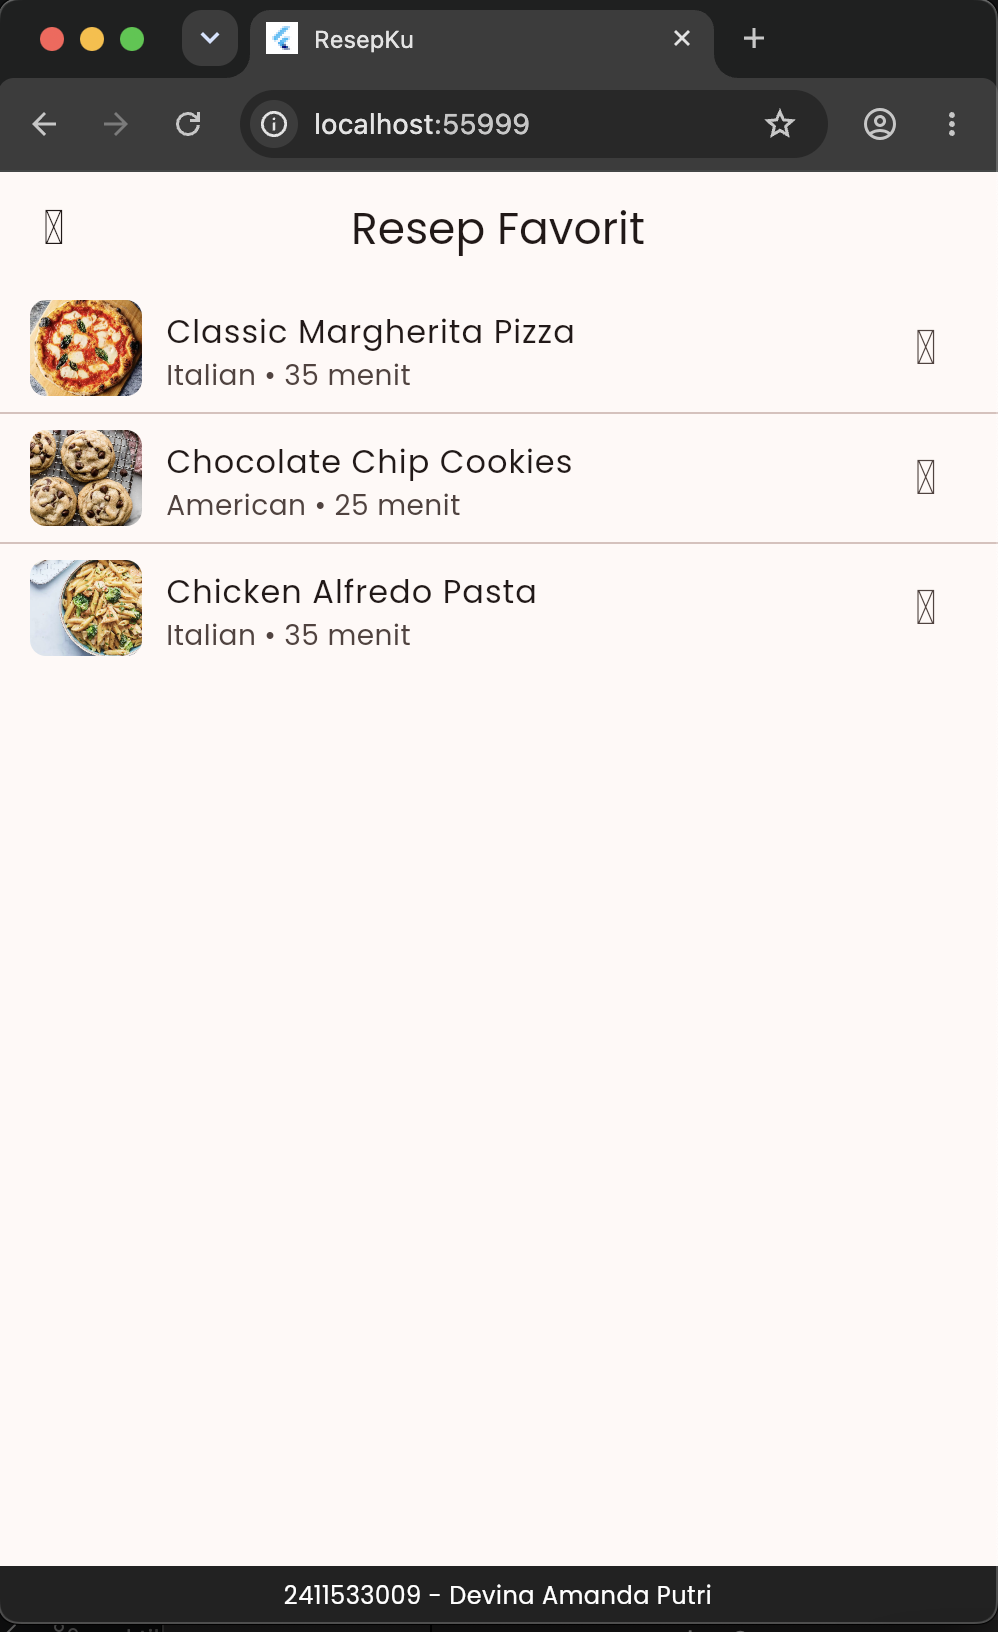 ResepKu
localhost:55999
Resep Favorit
Classic Margherita Pizza
Italian • 35 menit
Chocolate Chip Cookies
American • 25 menit
Chicken Alfredo Pasta
Italian • 35 menit
2411533009 - Devina Amanda Putri